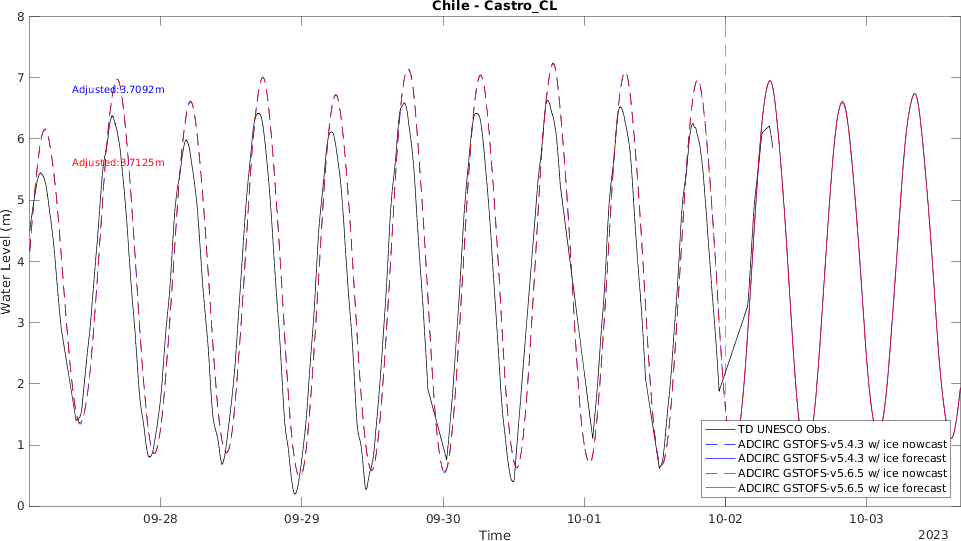 Chile - Castro_CL
8
7
6
5
4
3
2
1
0
Water Level (m)
Adjusted:3.7092m
Adjusted:3.7125m
TD UNESCO Obs.
ADCIRC GSTOFS-v5.4.3 w/ ice nowcast
ADCIRC GSTOFS-v5.4.3 w/ ice forecast
ADCIRC GSTOFS-v5.6.5 w/ ice nowcast
ADCIRC GSTOFS-v5.6.5 w/ ice forecast
09-28 09-29 09-30 10-01 10-02 10-03
Time
2023